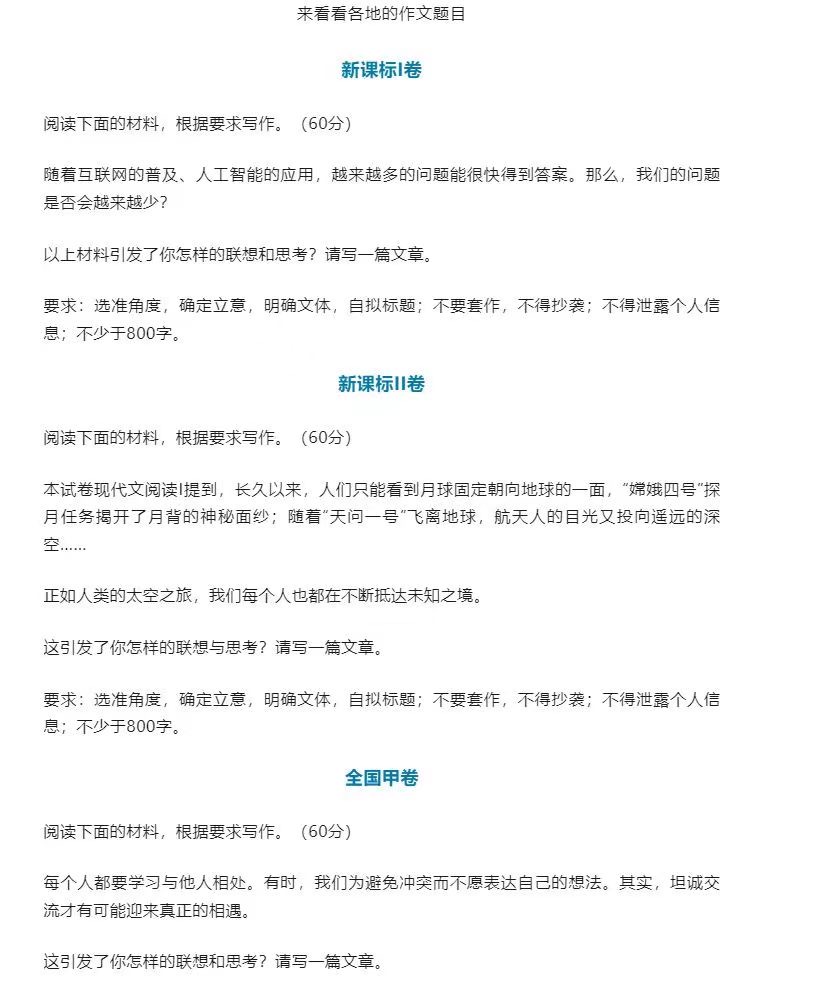 来看看各地的作文题目
新课标I卷
阅读下面的材料，根据要求写作。（60分）
随着互联网的普及、人工智能的应用，越来越多的问题能很快得到答案。那么，我们的问题
是否会越来越少？
以上材料引发了你怎样的联想和思考？请写一篇文章。
要求：选准角度，确定立意，明确文体，自拟标题；不要套作，不得抄袭；不得泄露个人信
息；不少于800字。
新课标II卷
阅读下面的材料，根据要求写作。（60分）
本试卷现代文阅读I提到，长久以来，人们只能看到月球固定朝向地球的一面，“嫦娥四号”探
月任务揭开了月背的神秘面纱；随着“天问一号”飞离地球，航天人的目光又投向遥远的深
空......
正如人类的太空之旅，我们每个人也都在不断抵达未知之境。
这引发了你怎样的联想与思考？请写一篇文章。
要求：选准角度，确定立意，明确文体，自拟标题；不要套作，不得抄袭；不得泄露个人信
息；不少于800字。
全国甲卷
阅读下面的材料，根据要求写作。（60分）
每个人都要学习与他人相处。有时，我们为避免冲突而不愿表达自己的想法。其实，坦诚交
流才有可能迎来真正的相遇。
这引发了你怎样的联想和思考？请写一篇文章。